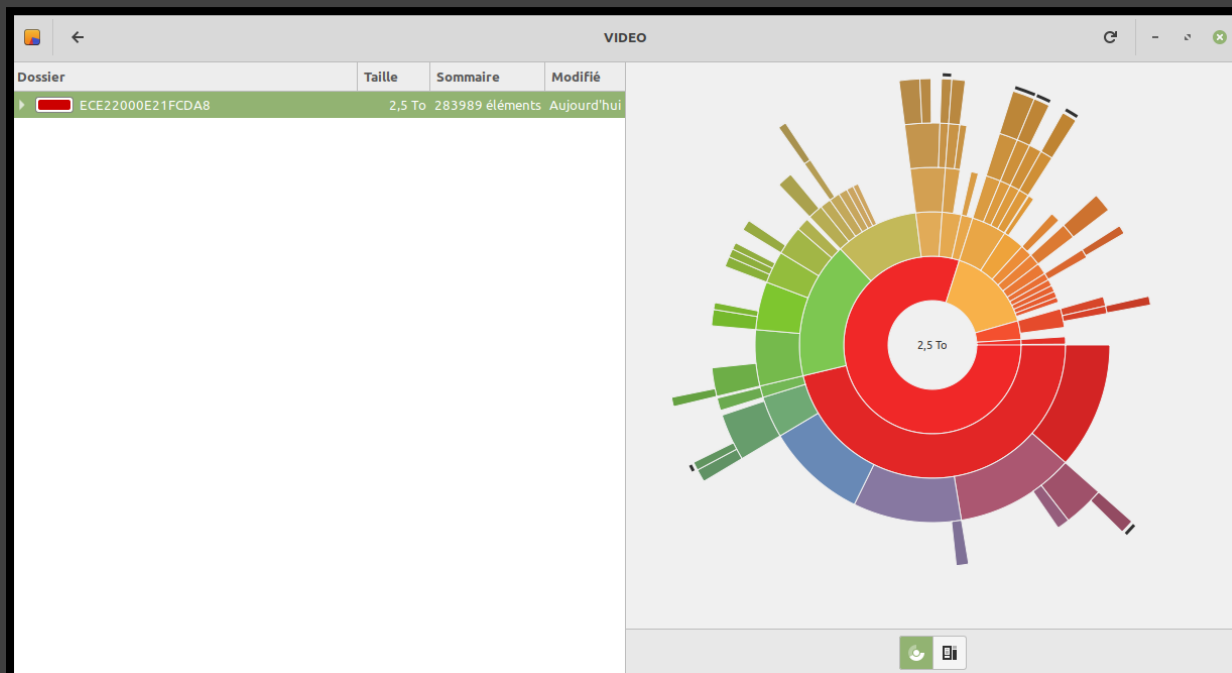 VIDEO
Dossier Taille Sommaire Modifié
ECE22000E21FCDA8 2,5 To 283989 éléments Aujourd'hui
2,5 To